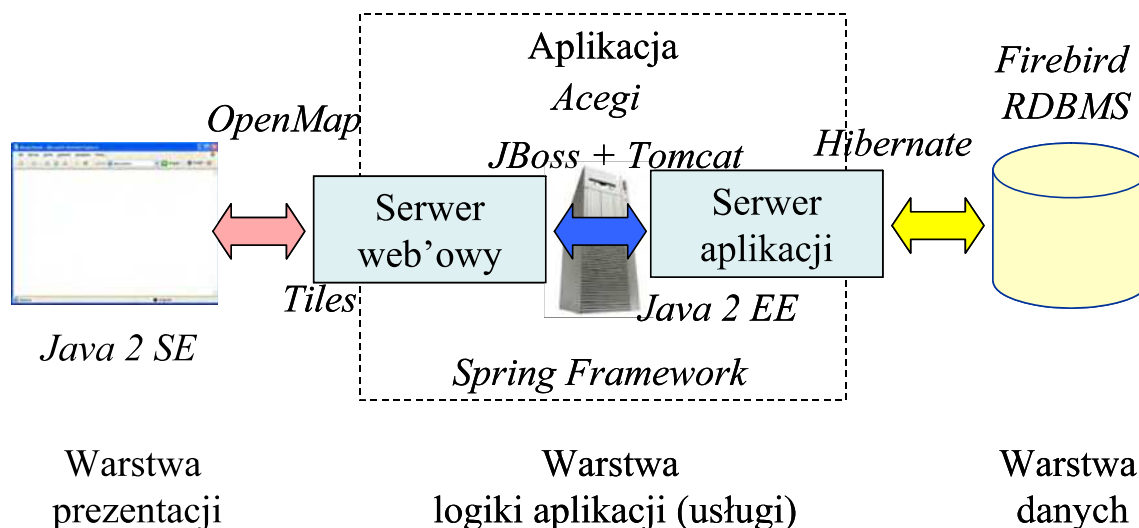 Aplikacja
Acegi
Firebird
RDBMS
OpenMap
JBoss + Tomcat
Hibernate
Serwer
web’owy
Serwer
aplikacji
Tiles
Java 2 EE
Java 2 SE
Spring Framework
Warstwa
prezentacji
Warstwa
logiki aplikacji (usługi)
Warstwa
danych